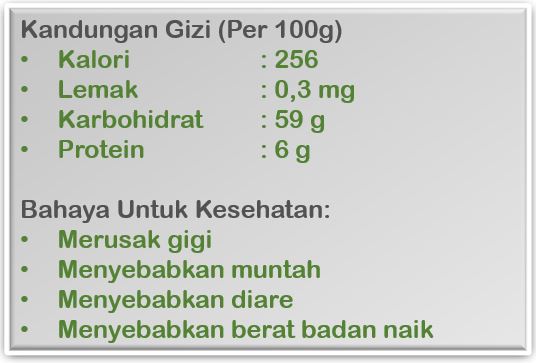 Kandungan Gizi (Per 100g)
• Kalori : 256
• Lemak : 0,3 mg
• Karbohidrat : 59 g
• Protein : 6 g
Bahaya Untuk Kesehatan:
• Merusak gigi
• Menyebabkan muntah
• Menyebabkan diare
• Menyebabkan berat badan naik